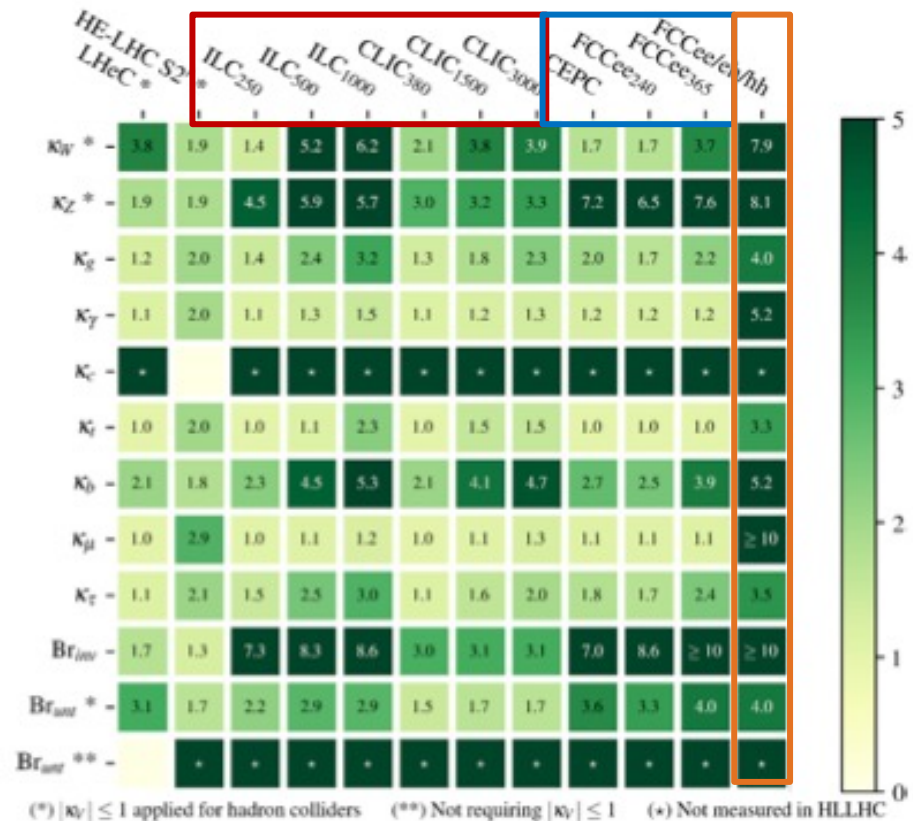 LHeC *
HE-LHC S2' *
ILC250
ILC500
ILC1000
CLIC380
CLIC1500
CLIC3000
CEPC
FCCee240
FCCee365
FCCee/eh/hh
κW * 3.8 1.9 1.4 5.2 6.2 2.1 3.8 3.9 1.7 1.7 3.7 7.9
κZ * 1.9 1.9 4.5 5.9 5.7 3.0 3.2 3.3 7.2 6.5 7.6 8.1
κg 1.2 2.0 1.4 2.4 3.2 1.3 1.8 2.3 2.0 1.7 2.2 4.0
κγ 1.1 2.0 1.1 1.3 1.5 1.1 1.2 1.3 1.2 1.2 1.2 5.2
κc ⋆ ⋆ ⋆ ⋆ ⋆ ⋆ ⋆ ⋆ ⋆ ⋆ ⋆
κt 1.0 2.0 1.0 1.1 2.3 1.0 1.5 1.5 1.0 1.0 1.0 3.3
κb 2.1 1.8 2.3 4.5 5.3 2.1 4.1 4.7 2.7 2.5 3.9 5.2
κμ 1.0 2.9 1.0 1.1 1.2 1.0 1.1 1.3 1.1 1.1 1.1 ≳ 10
κτ 1.1 2.1 1.5 2.5 3.0 1.1 1.6 2.0 1.8 1.7 2.4 3.5
Brinv 1.7 1.3 7.3 8.3 8.6 3.0 3.1 3.1 7.0 8.6 ≳ 10 ≳ 10
Brunt * 3.1 1.7 2.2 2.9 2.9 1.5 1.7 1.7 3.6 3.3 4.0 4.0
Brunt ** ⋆ ⋆ ⋆ ⋆ ⋆ ⋆ ⋆ ⋆ ⋆ ⋆ ⋆
5
4
3
2
1
0
(*) |κV| ≤ 1 applied for hadron colliders (**) Not requiring |κV| ≤ 1 (⋆) Not measured in HLLHC